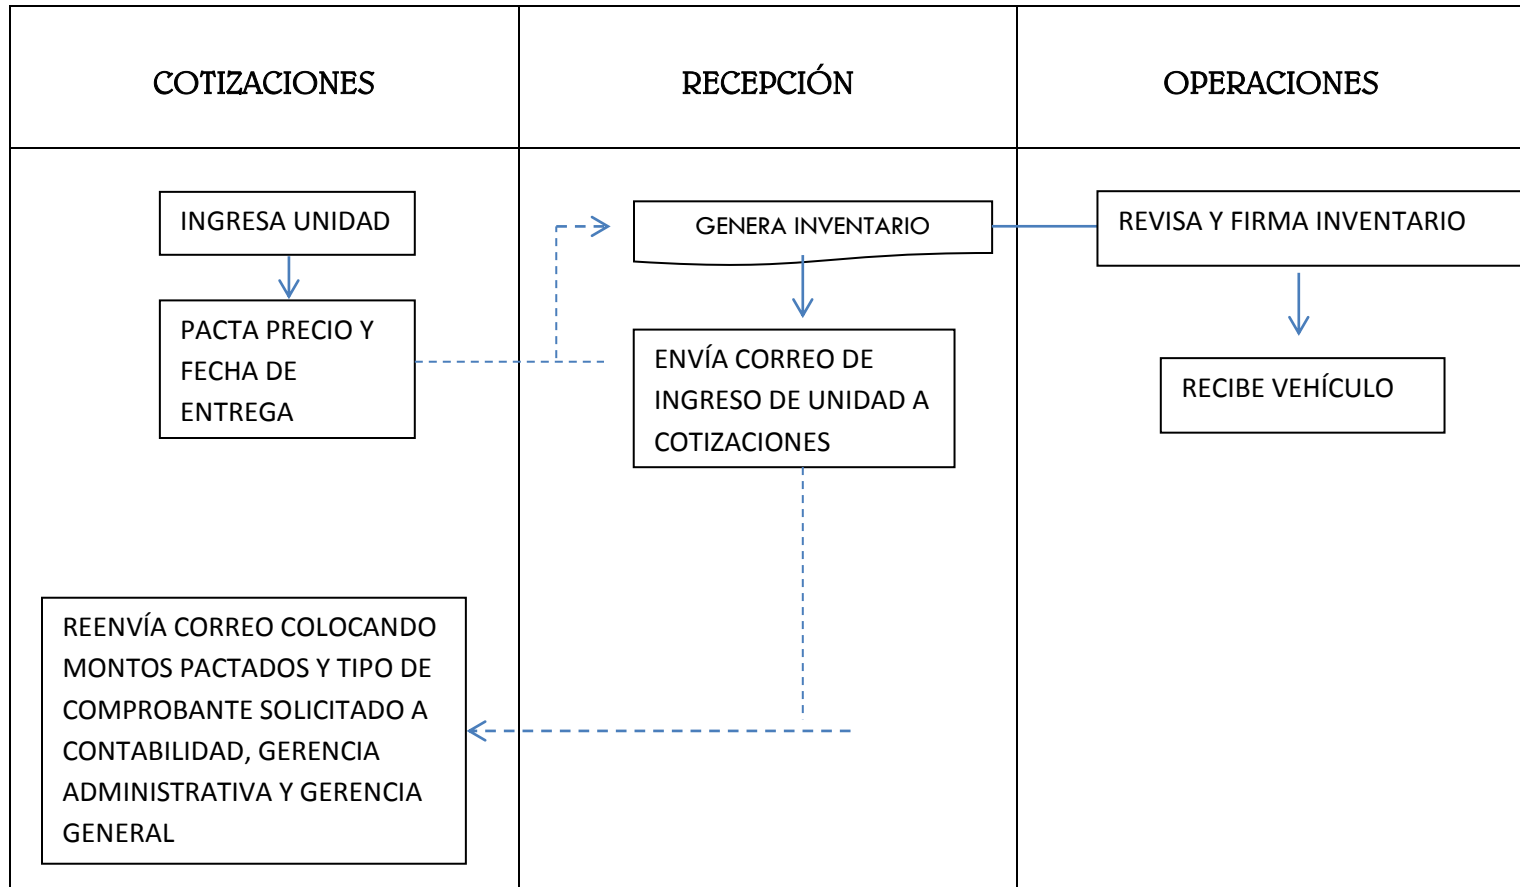 COTIZACIONES
RECEPCIÓN
OPERACIONES
INGRESA UNIDAD
PACTA PRECIO Y
FECHA DE
ENTREGA
GENERA INVENTARIO
REVISA Y FIRMA INVENTARIO
ENVÍA CORREO DE
INGRESO DE UNIDAD A
COTIZACIONES
RECIBE VEHÍCULO
REENVÍA CORREO COLOCANDO
MONTOS PACTADOS Y TIPO DE
COMPROBANTE SOLICITADO A
CONTABILIDAD, GERENCIA
ADMINISTRATIVA Y GERENCIA
GENERAL